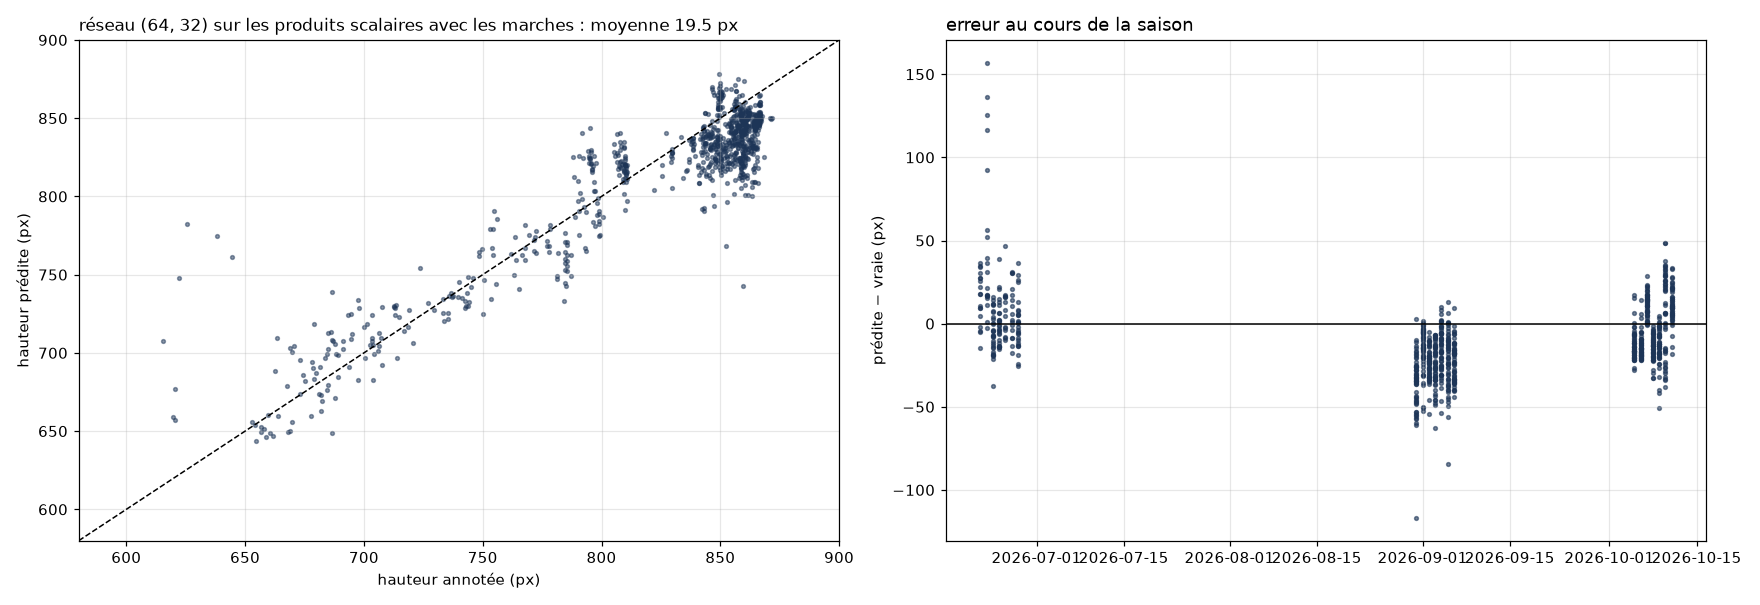 réseau (64, 32) sur les produits scalaires avec les marches : moyenne 19.5 px
900
850
800
750
700
650
600
hauteur prédite (px)
600 650 700 750 800 850 900
hauteur annotée (px)
erreur au cours de la saison
150
100
50
0
−50
−100
prédite − vraie (px)
2026-07-01 2026-07-15 2026-08-01 2026-08-15 2026-09-01 2026-09-15 2026-10-01 2026-10-15